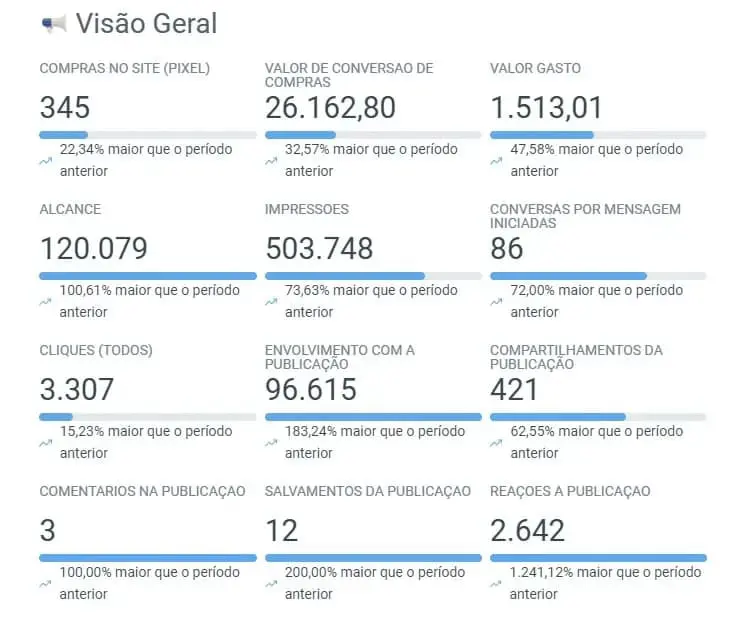 Visão Geral
COMPRAS NO SITE (PIXEL)
345
22,34% maior que o período
anterior
VALOR DE CONVERSAO DE
COMPRAS
26.162,80
32,57% maior que o período
anterior
VALOR GASTO
1.513,01
47,58% maior que o período
anterior
ALCANCE
120.079
100,61% maior que o período
anterior
IMPRESSOES
503.748
73,63% maior que o período
anterior
CONVERSAS POR MENSAGEM
INICIADAS
86
72,00% maior que o período
anterior
CLIQUES (TODOS)
3.307
15,23% maior que o período
anterior
ENVOLVIMENTO COM A
PUBLICAÇÃO
96.615
183,24% maior que o período
anterior
COMPARTILHAMENTOS DA
PUBLICAÇÃO
421
62,55% maior que o período
anterior
COMENTARIOS NA PUBLICAÇAO
3
100,00% maior que o período
anterior
SALVAMENTOS DA PUBLICAÇAO
12
200,00% maior que o período
anterior
REAÇOES A PUBLICAÇAO
2.642
1.241,12% maior que o período
anterior